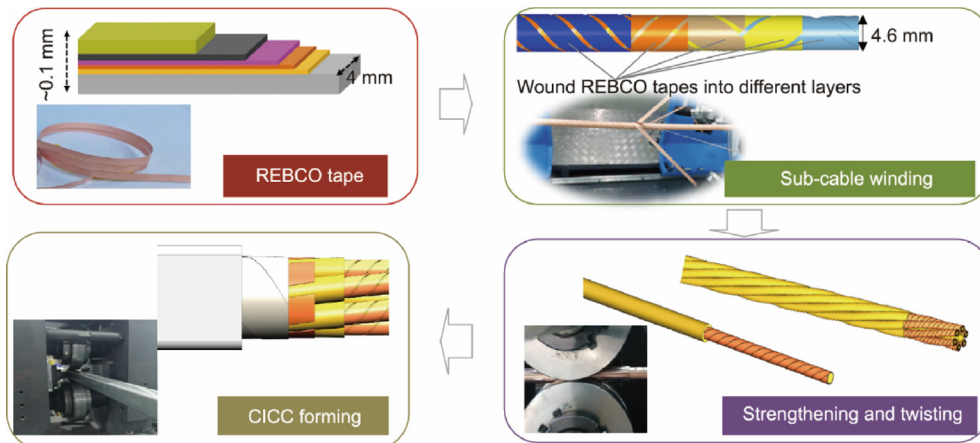 ~0.1 mm
4 mm
REBCO tape
4.6 mm
Wound REBCO tapes into different layers
Sub-cable winding
CICC forming
Strengthening and twisting